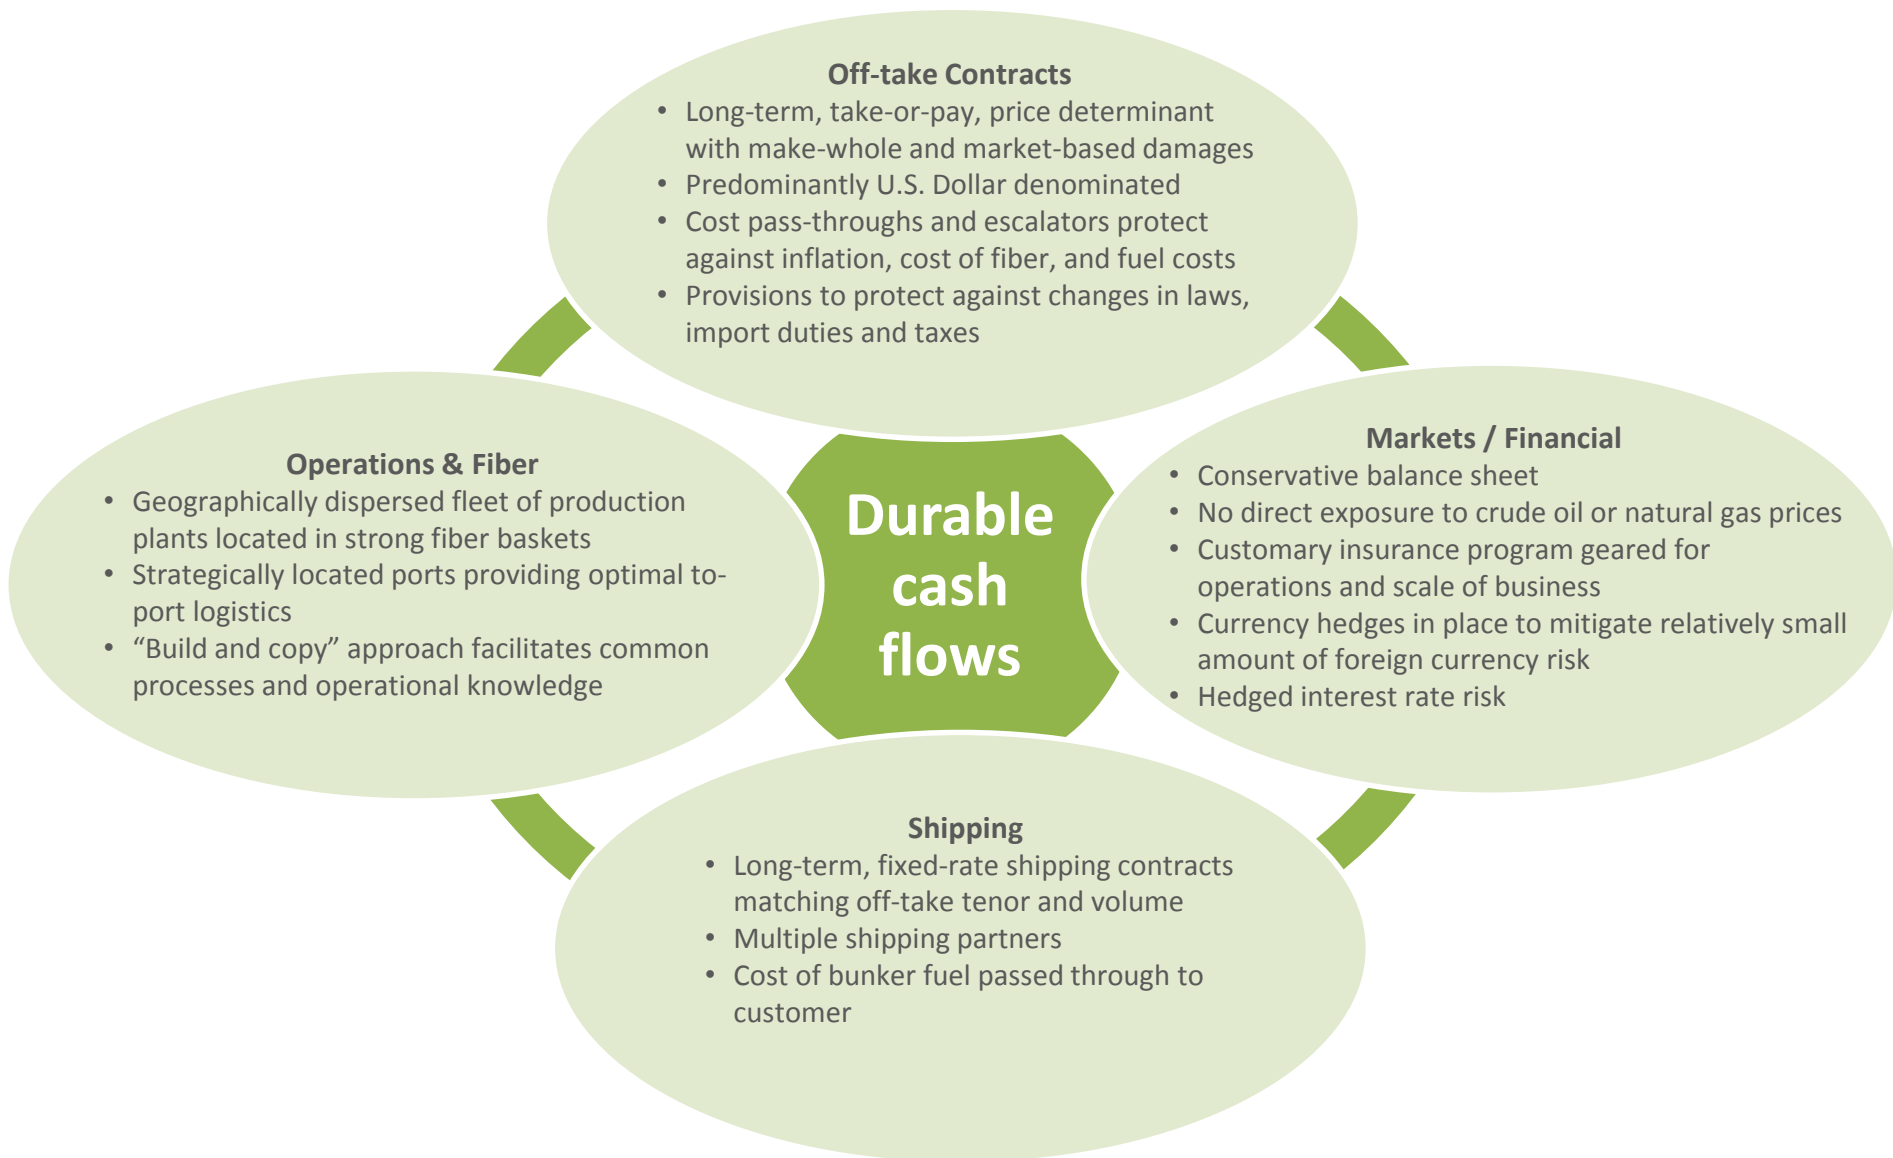 Off-take Contracts
• Long-term, take-or-pay, price determinant
with make-whole and market-based damages
• Predominantly U.S. Dollar denominated
• Cost pass-throughs and escalators protect
against inflation, cost of fiber, and fuel costs
• Provisions to protect against changes in laws,
import duties and taxes
Operations & Fiber
• Geographically dispersed fleet of production
plants located in strong fiber baskets
• Strategically located ports providing optimal to-
port logistics
• “Build and copy” approach facilitates common
processes and operational knowledge
Durable
cash
flows
Markets / Financial
• Conservative balance sheet
• No direct exposure to crude oil or natural gas prices
• Customary insurance program geared for
operations and scale of business
• Currency hedges in place to mitigate relatively small
amount of foreign currency risk
• Hedged interest rate risk
Shipping
• Long-term, fixed-rate shipping contracts
matching off-take tenor and volume
• Multiple shipping partners
• Cost of bunker fuel passed through to
customer